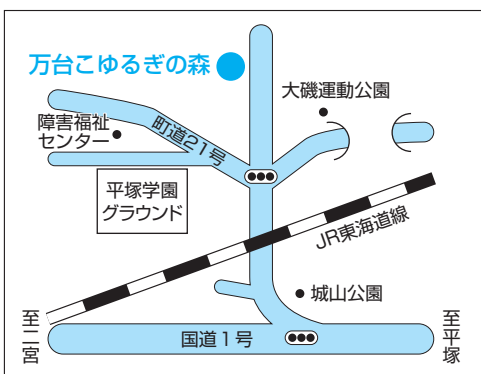 万台こゆるぎの森
大磯運動公園
障害福祉
センター
町道21号
平塚学園
グラウンド
JR東海道線
城山公園
至二宮
国道1号
至平塚